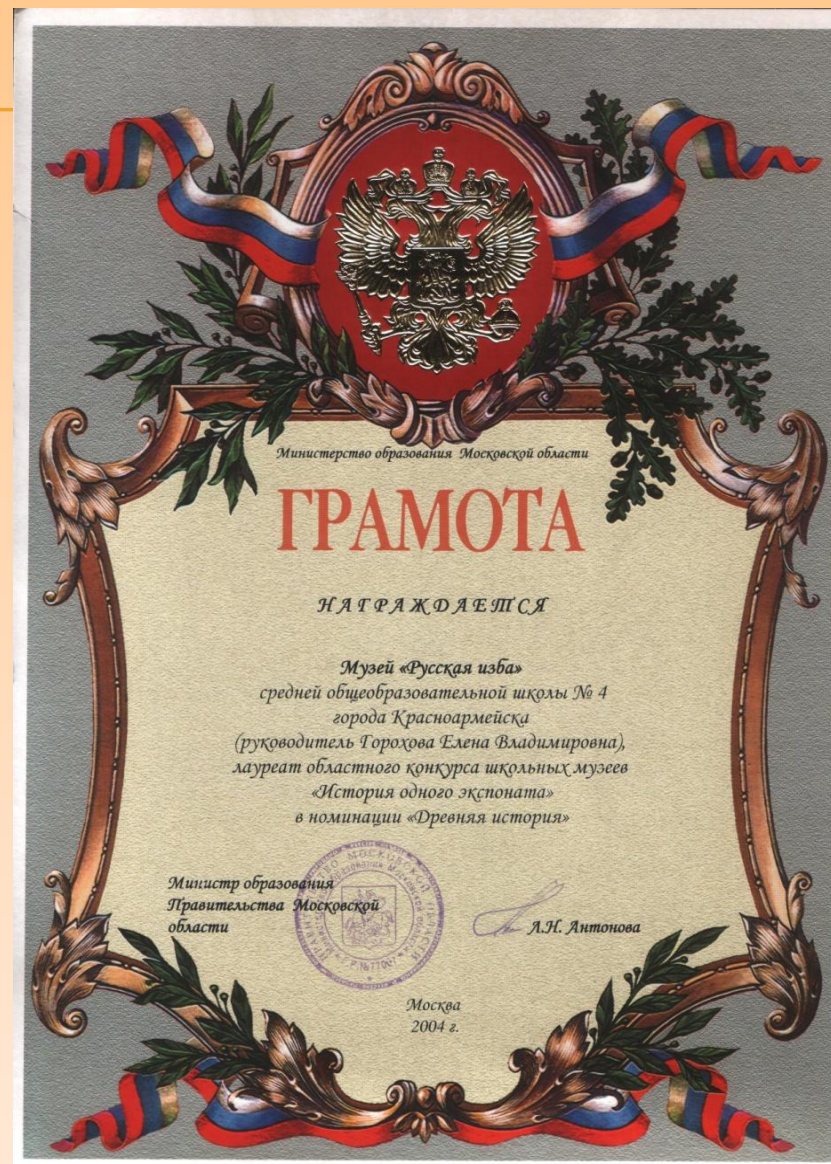 Министерство образования Московской области
ГРАМОТА
НАГРАЖДАЕТСЯ
Музей «Русская изба»
средней общеобразовательной школы № 4
города Красноармейска
(руководитель Горохова Елена Владимировна),
лауреат областного конкурса школьных музеев
«История одного экспоната»
в номинации «Древняя история»
Министр образования
Правительства Московской
области
Л.Н. Антонова
Москва
2004 г.